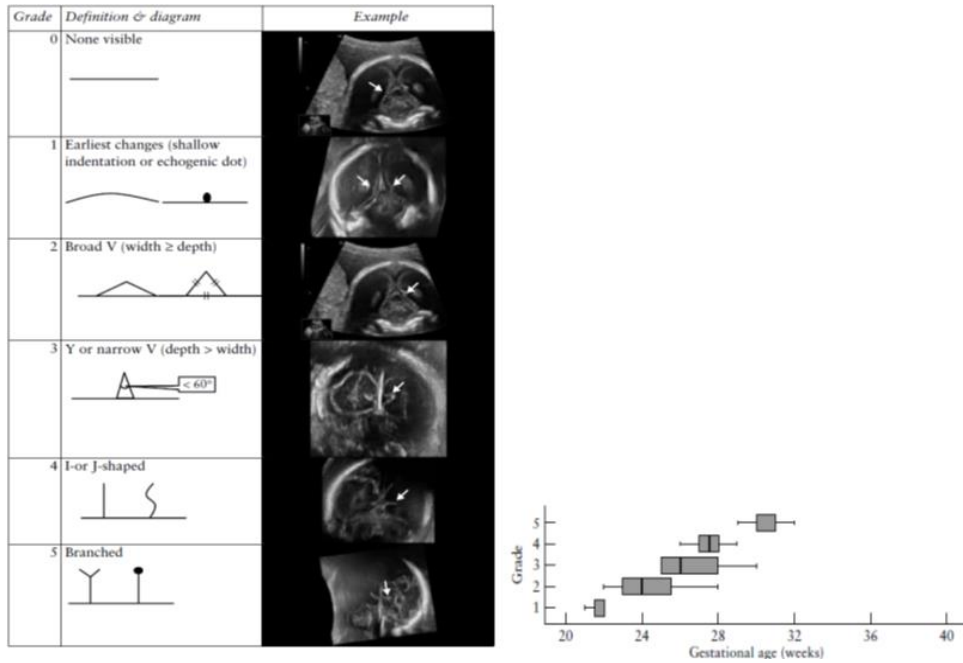 Grade Definition & diagram Example
0 None visible
1 Earliest changes (shallow
indentation or echogenic dot)
2 Broad V (width ≥ depth)
3 Y or narrow V (depth > width)
< 60°
4 I-or J-shaped
5 Branched
Grade
5
4
3
2
1
20 24 28 32 36 40
Gestational age (weeks)